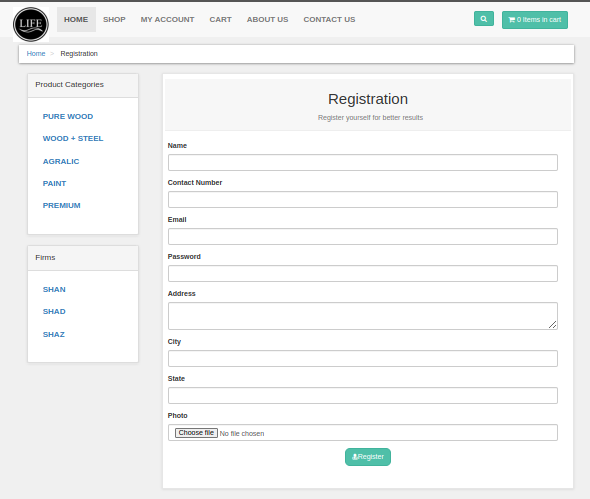 LIFE
HOME SHOP MY ACCOUNT CART ABOUT US CONTACT US
0 Items in cart
Home > Registration
Product Categories
PURE WOOD
WOOD + STEEL
AGRALIC
PAINT
PREMIUM
Firms
SHAN
SHAD
SHAZ
Registration
Register yourself for better results
Name
Contact Number
Email
Password
Address
City
State
Photo
Choose file No file chosen
Register